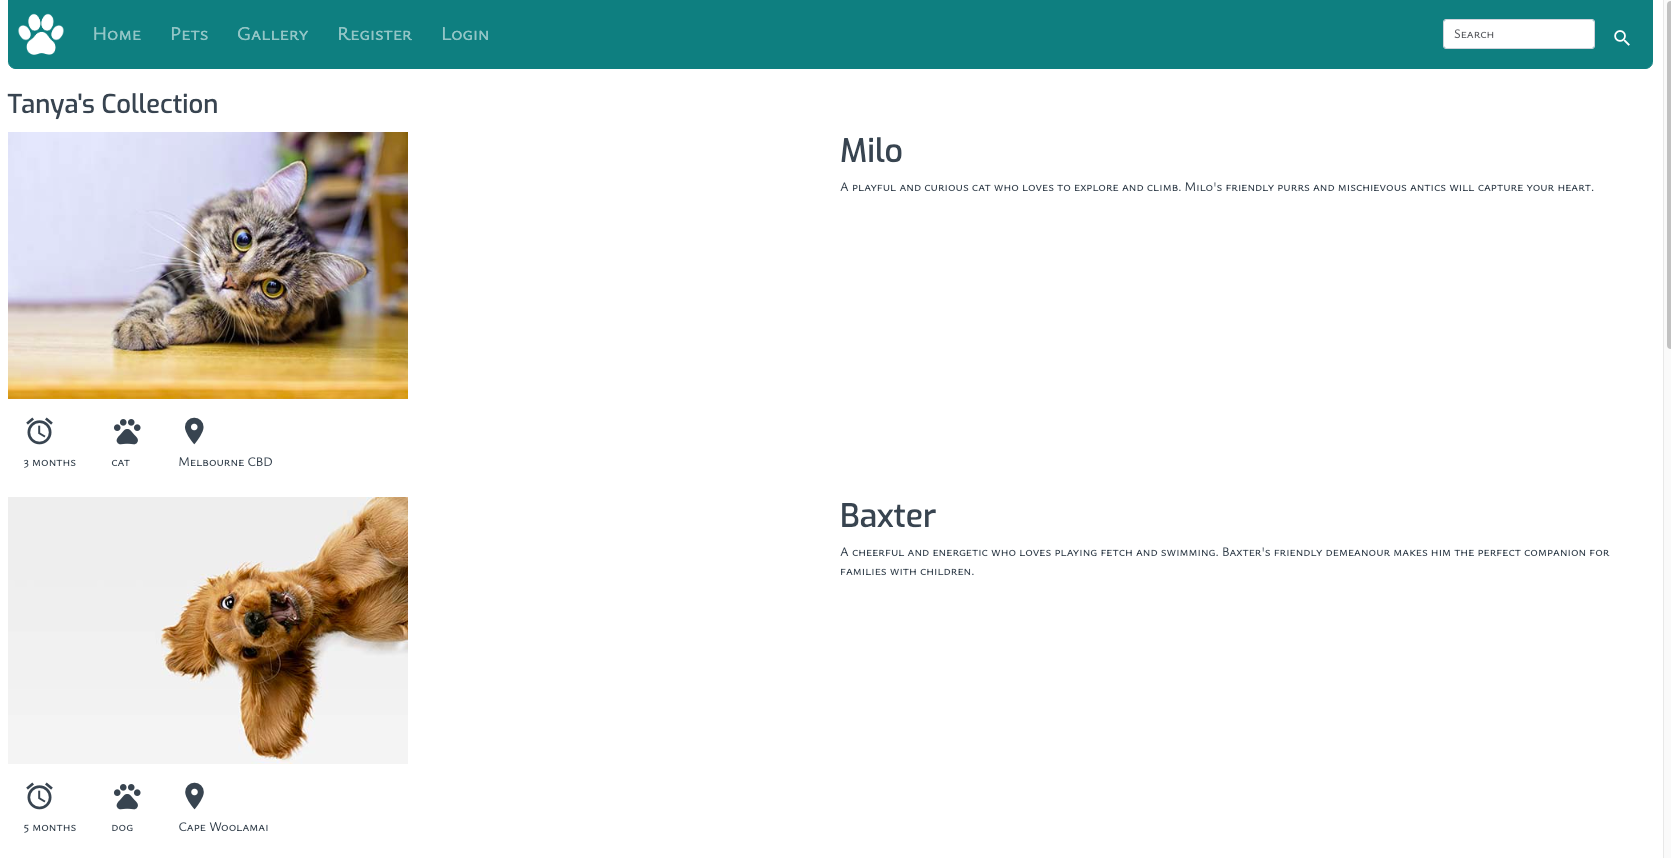 Home Pets Gallery Register Login Search
Tanya's Collection
Milo
A playful and curious cat who loves to explore and climb. Milo's friendly purrs and mischievous antics will capture your heart.
3 months cat Melbourne CBD
Baxter
A cheerful and energetic who loves playing fetch and swimming. Baxter's friendly demeanour makes him the perfect companion for
families with children.
5 months dog Cape Woolamai